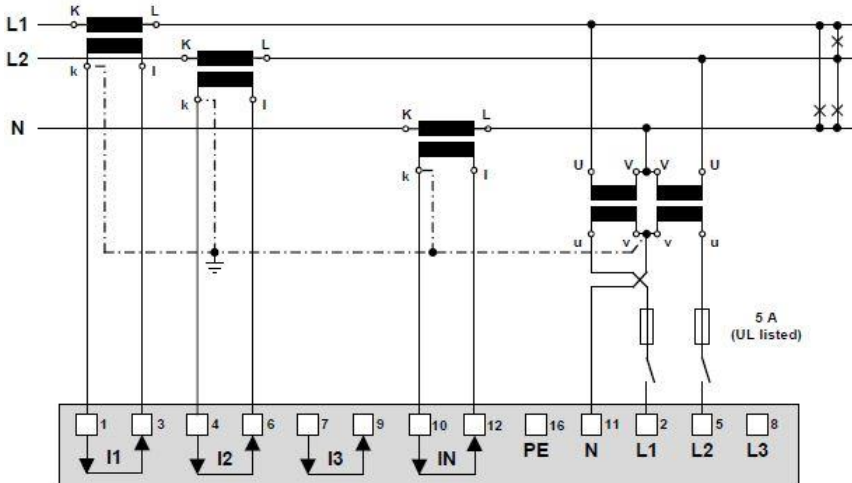 K L
L1
K L
L2
k l
k l
K L
N
k l
U V V U
u v v u
5 A
(UL listed)
1 3 4 6 7 9 10 12 16 11 2 5 8
I1 I2 I3 IN PE N L1 L2 L3